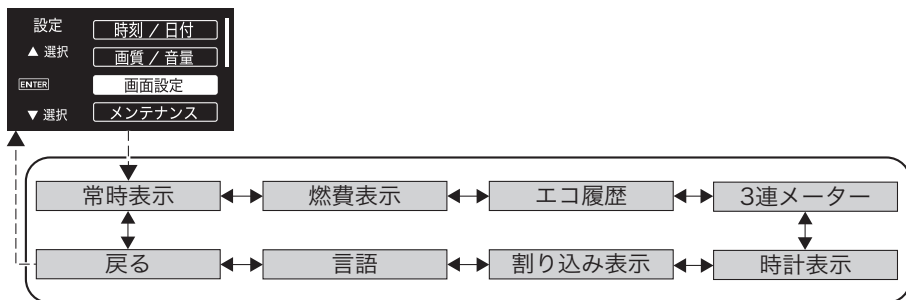 設定
時刻 / 日付
▲ 選択
画質 / 音量
ENTER
画面設定
▼ 選択
メンテナンス
常時表示
燃費表示
エコ履歴
3連メーター
戻る
言語
割り込み表示
時計表示